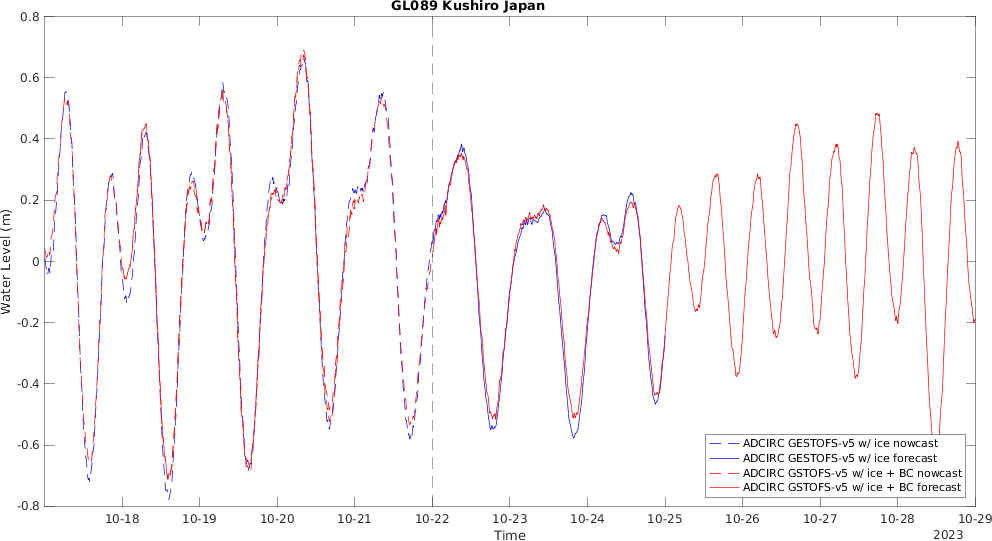 GL089 Kushiro Japan
0.8
0.6
0.4
0.2
0
-0.2
-0.4
-0.6
-0.8
Water Level (m)
10-18 10-19 10-20 10-21 10-22 10-23 10-24 10-25 10-26 10-27 10-28 10-29
Time
2023
ADCIRC GESTOFS-v5 w/ ice nowcast
ADCIRC GESTOFS-v5 w/ ice forecast
ADCIRC GSTOFS-v5 w/ ice + BC nowcast
ADCIRC GSTOFS-v5 w/ ice + BC forecast